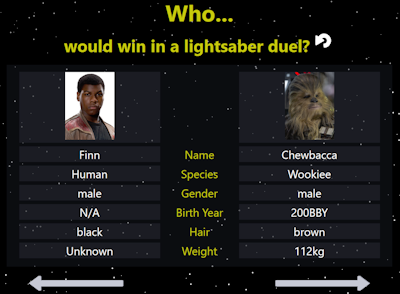 Who...
would win in a lightsaber duel?
Finn Name Chewbacca
Human Species Wookiee
male Gender male
N/A Birth Year 200BBY
black Hair brown
Unknown Weight 112kg